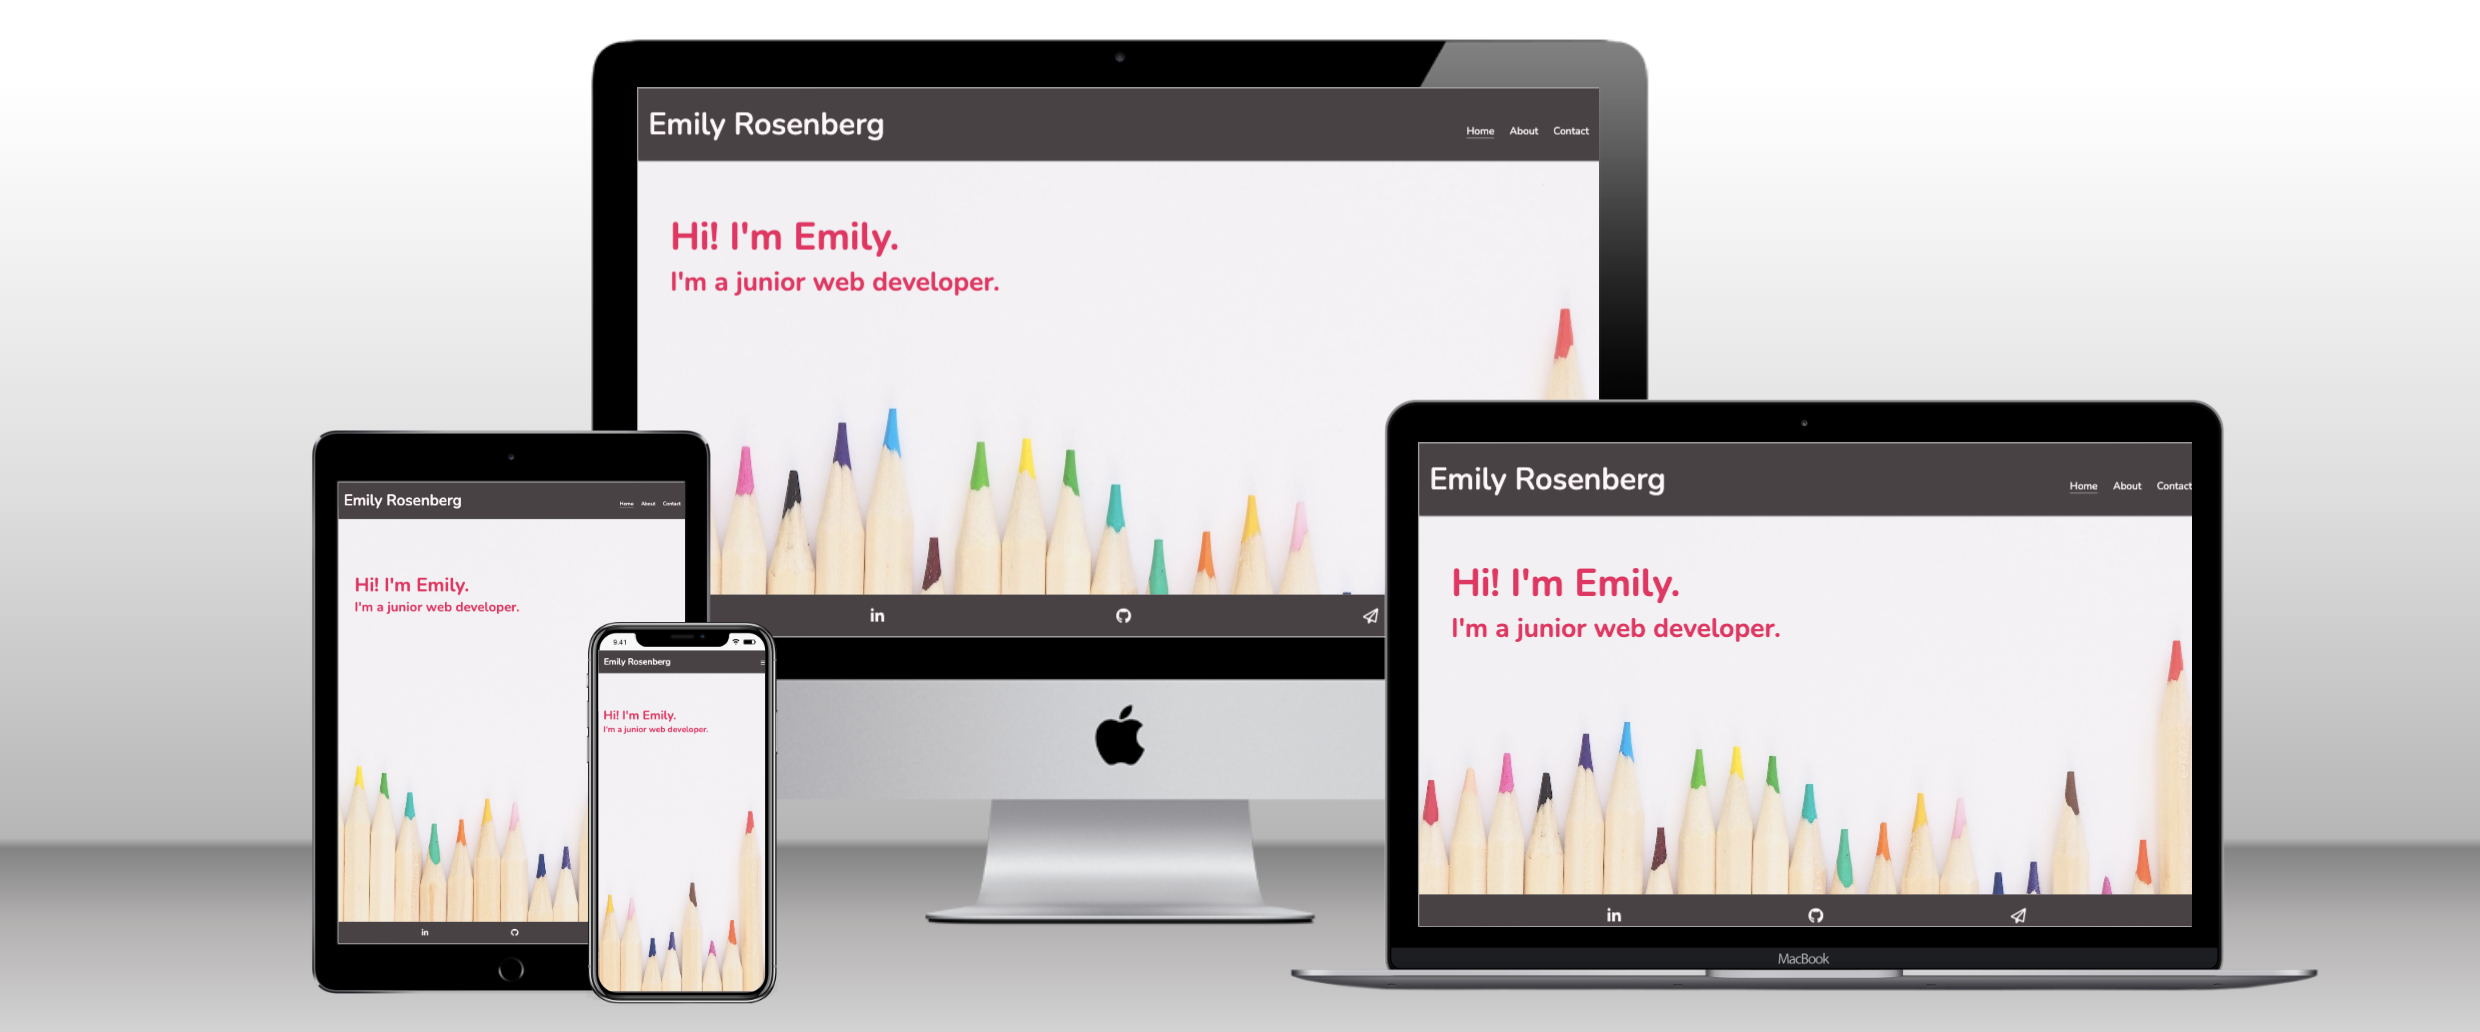 Emily Rosenberg
Home About Contact
Hi! I'm Emily.
I'm a junior web developer.
in
Emily Rosenberg
Home About Contact
Hi! I'm Emily.
I'm a junior web developer.
in
9:41
Emily Rosenberg
Hi! I'm Emily.
I'm a junior web developer.
Emily Rosenberg
Home About Contact
Hi! I'm Emily.
I'm a junior web developer.
in
MacBook